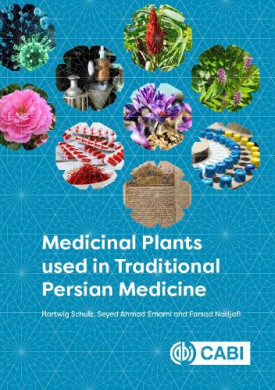 Medicinal Plants
used in Traditional
Persian Medicine
Hartwig Schulz, Seyed Ahmad Emami and Farsad Nadjafi
CABI